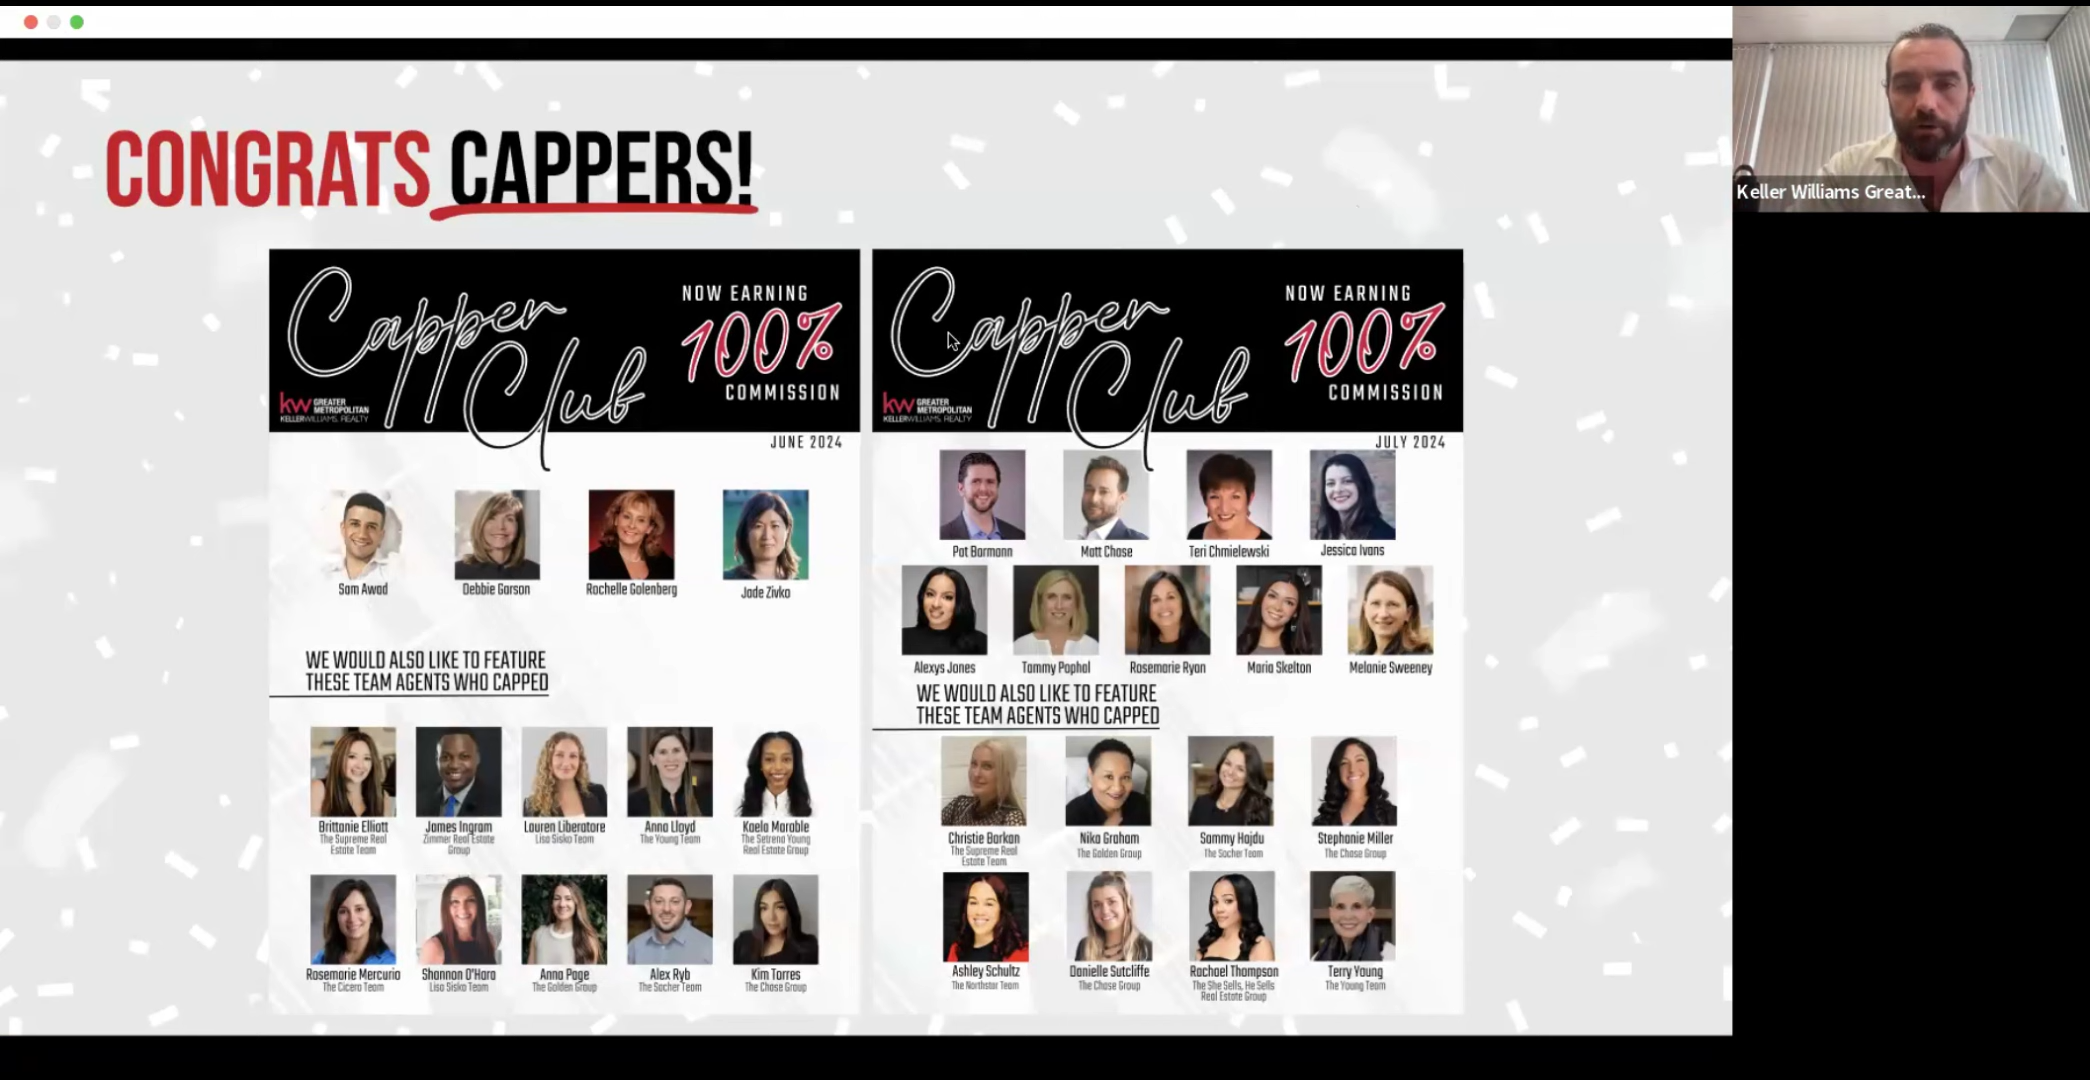 CONGRATS CAPPERS!
Keller Williams Great...
Capper
Club
NOW EARNING
100%
COMMISSION
kw GREATER
METROPOLITAN
KELLERWILLIAMS. REALTY
JUNE 2024
Sam Awad
Debbie Garson
Rochelle Golenberg
Jade Zivko
WE WOULD ALSO LIKE TO FEATURE
THESE TEAM AGENTS WHO CAPPED
Brittanie Elliott
The Supreme Real
Estate Team
James Ingram
Zimmer Real Estate
Group
Lauren Liberatore
Lisa Sisko Team
Anna Lloyd
The Young Team
Kaela Marable
The Setrena Young
Real Estate Group
Rosemarie Mercurio
The Cicero Team
Shannon O'Hara
Lisa Sisko Team
Anna Page
The Golden Group
Alex Ryb
The Sacher Team
Kim Torres
The Chase Group
Capper
Club
NOW EARNING
100%
COMMISSION
kw GREATER
METROPOLITAN
KELLERWILLIAMS. REALTY
JULY 2024
Pat Barmann
Matt Chase
Teri Chmielewski
Jessica Ivans
Alexys Jones
Tammy Pophal
Rosemarie Ryan
Maria Skelton
Melanie Sweeney
WE WOULD ALSO LIKE TO FEATURE
THESE TEAM AGENTS WHO CAPPED
Christie Barkan
The Supreme Real
Estate Team
Nika Graham
The Golden Group
Sammy Hajdu
The Sacher Team
Stephanie Miller
The Chase Group
Ashley Schultz
The Northstar Team
Danielle Sutcliffe
The Chase Group
Rachael Thompson
The She Sells, He Sells
Real Estate Group
Terry Young
The Young Team